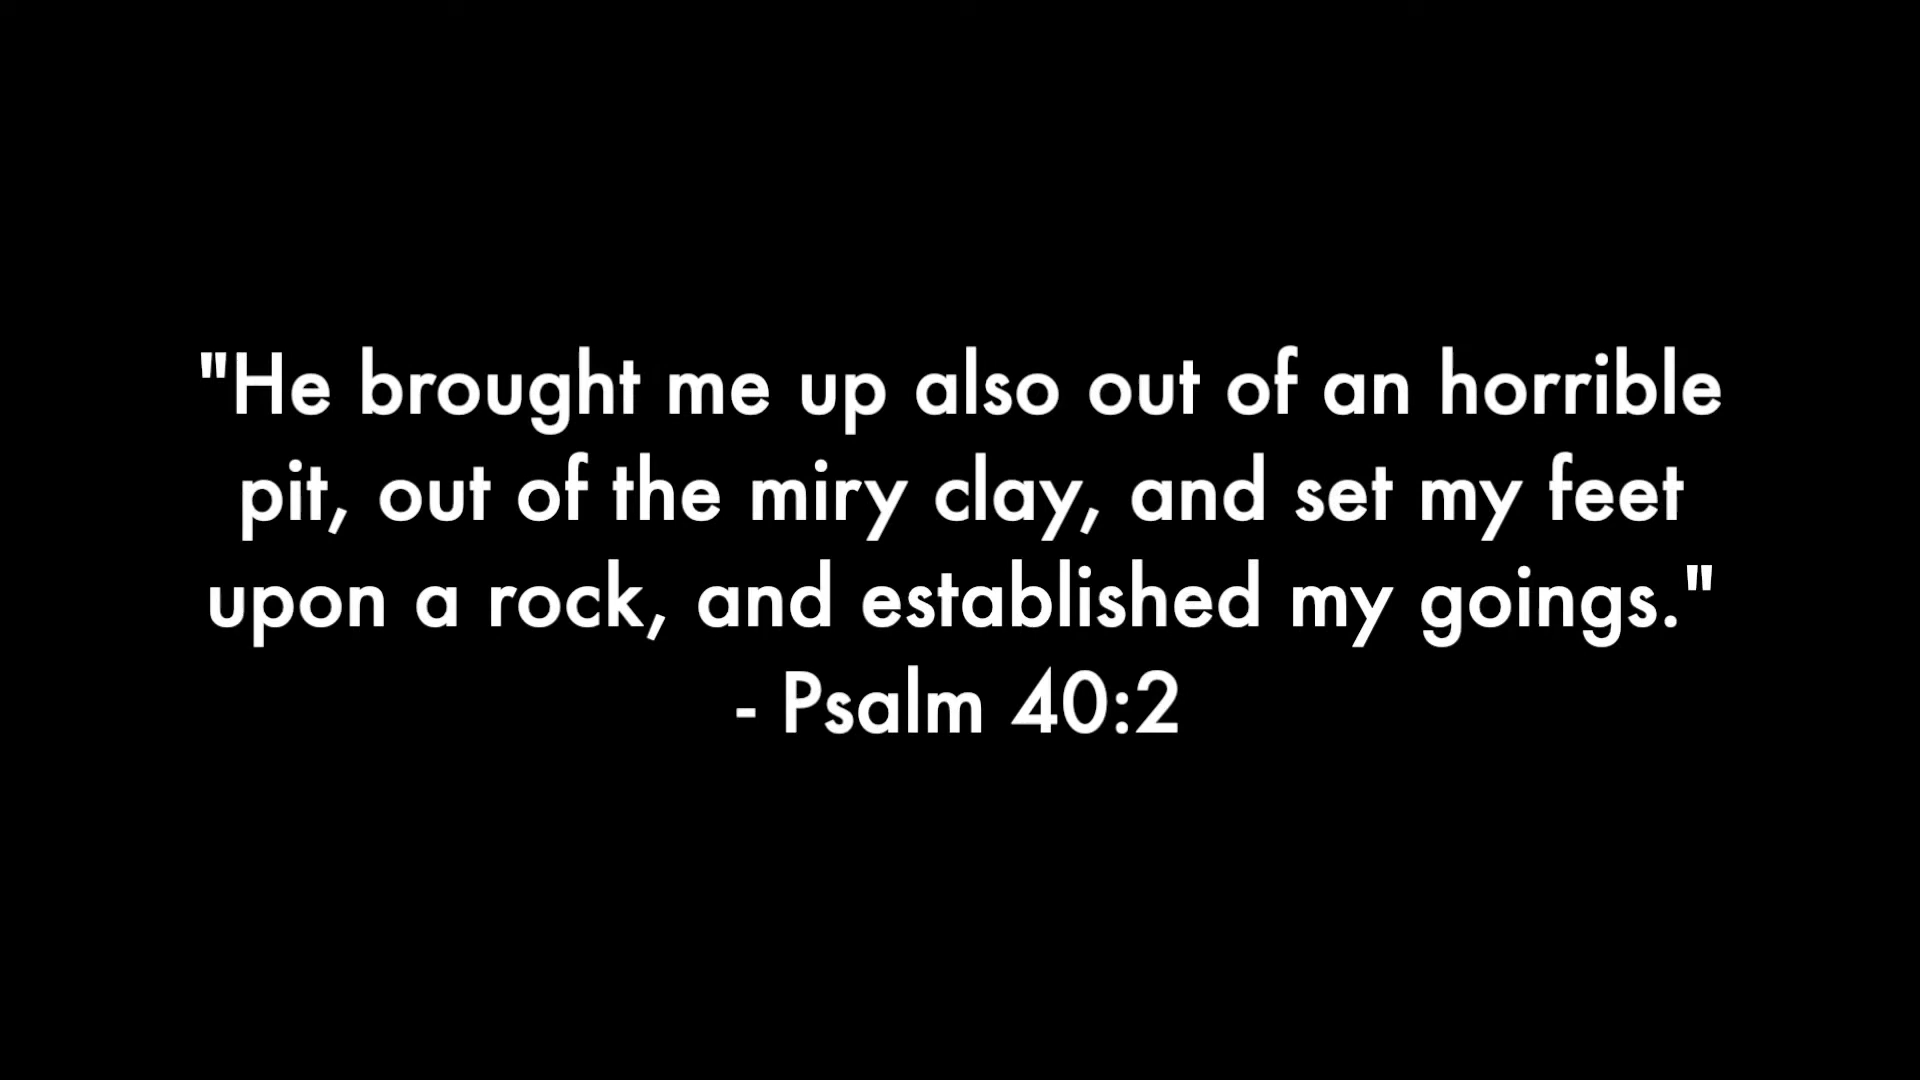 "He brought me up also out of an horrible
pit, out of the miry clay, and set my feet
upon a rock, and established my goings."
- Psalm 40:2